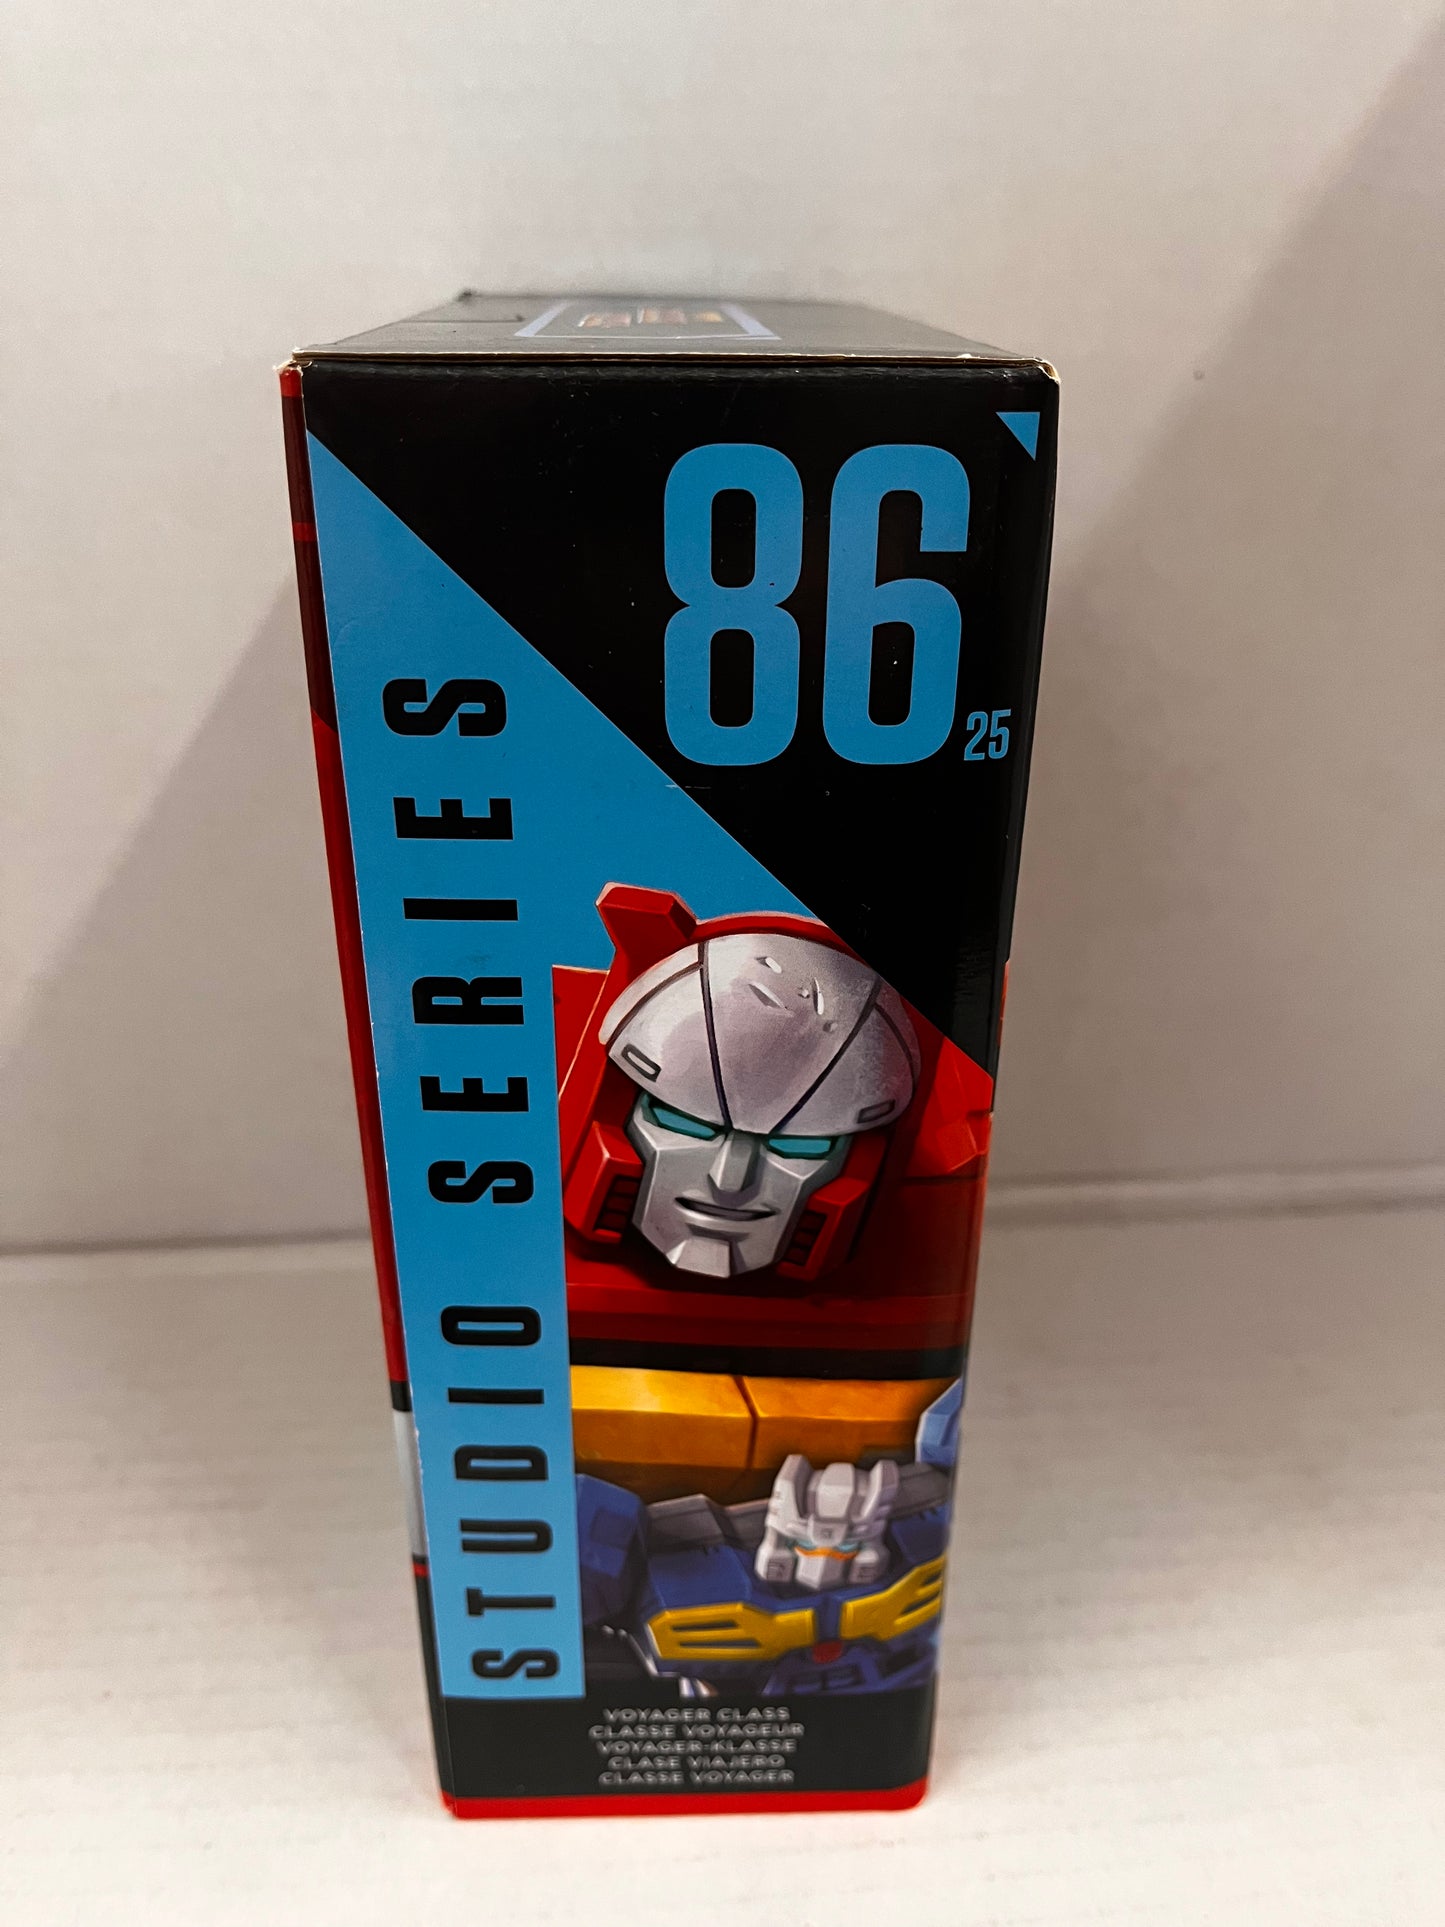 86
25
STUDIO SERIES
VOYAGER CLASS
CLASSE VOYAGEUR
VOYAGER-KLASSE
CLASE VIAJERO
CLASSE VOYAGER